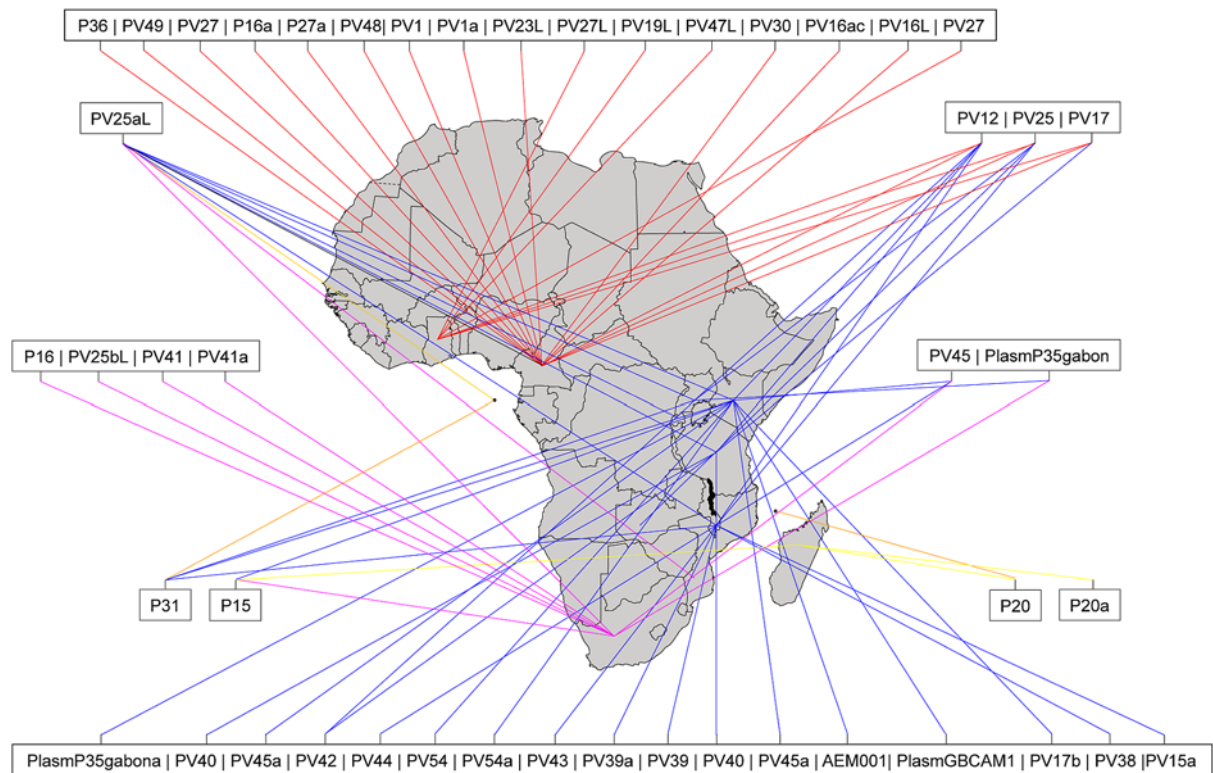 P36 | PV49 | PV27 | P16a | P27a | PV48| PV1 | PV1a | PV23L | PV27L | PV19L | PV47L | PV30 | PV16ac | PV16L | PV27
PV25aL
PV12 | PV25 | PV17
P16 | PV25bL | PV41 | PV41a
PV45 | PlasmP35gabon
P31
P15
P20
P20a
PlasmP35gabona | PV40 | PV45a | PV42 | PV44 | PV54 | PV54a | PV43 | PV39a | PV39 | PV40 | PV45a | AEM001| PlasmGBCAM1 | PV17b | PV38 |PV15a